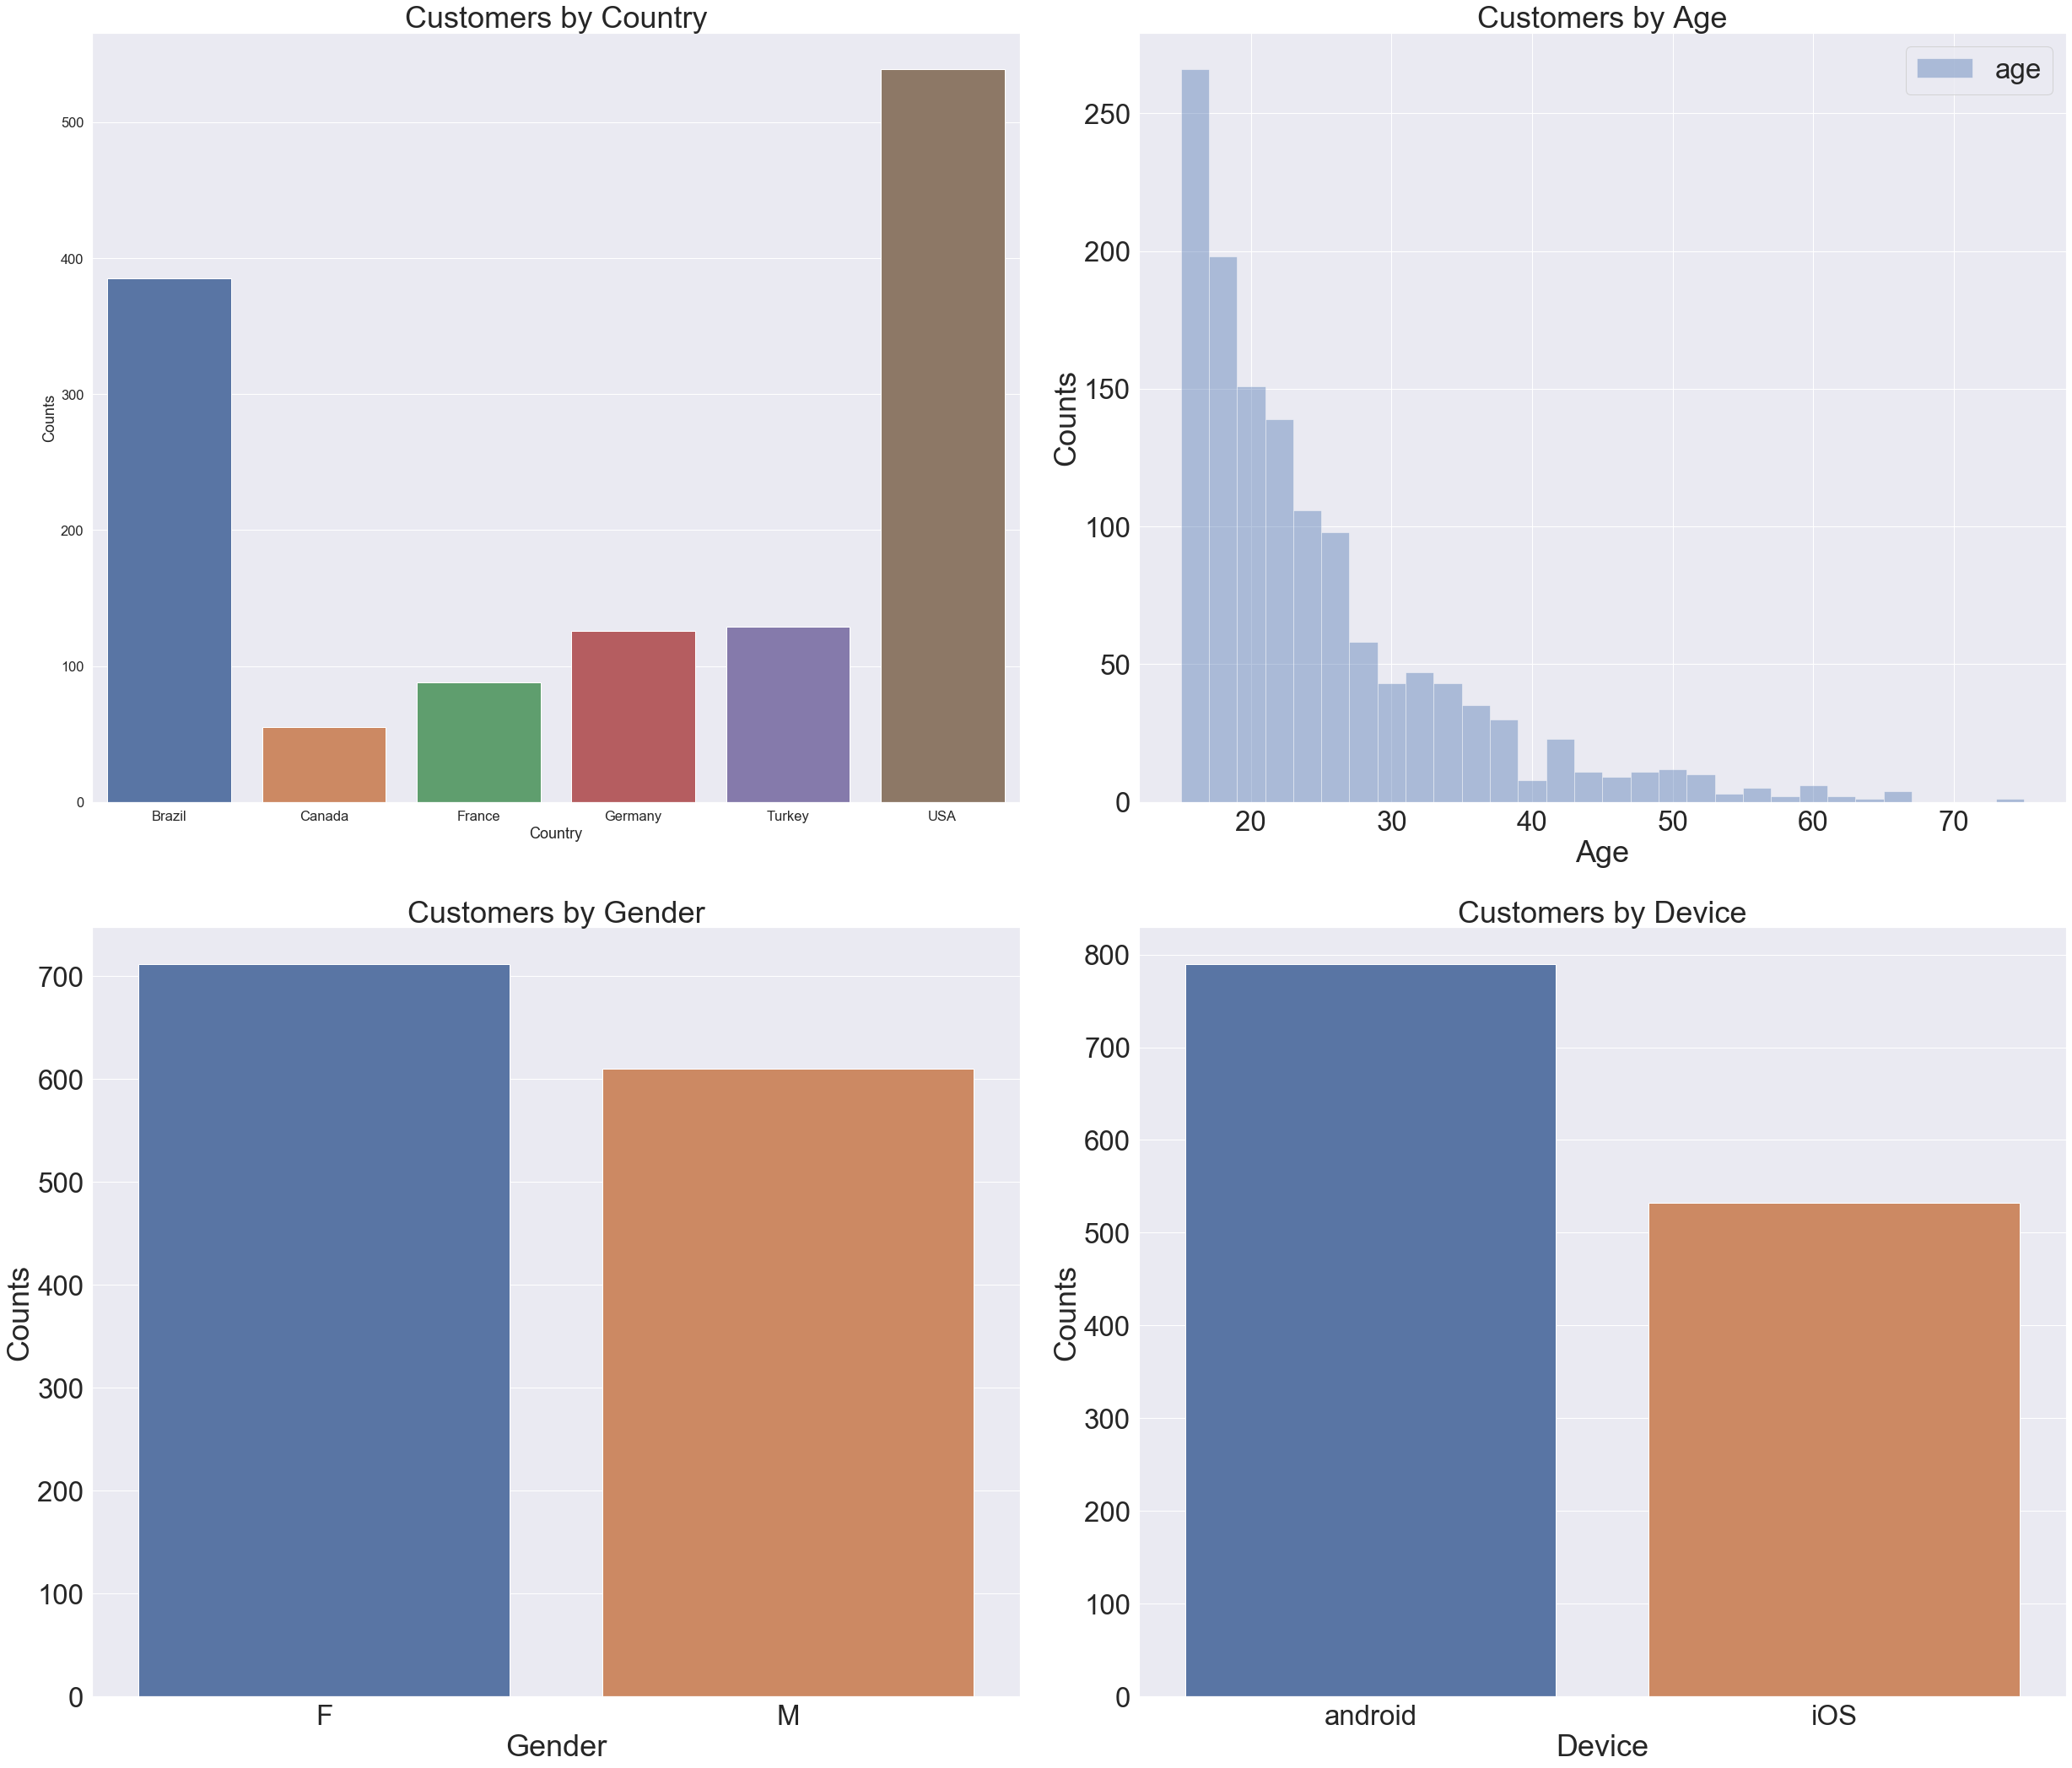 Customers by Country
500
400
300
200
100
0
Counts
Brazil Canada France Germany Turkey USA
Country
Customers by Age
age
250
200
150
100
50
0
Counts
20 30 40 50 60 70
Age
Customers by Gender
700
600
500
400
300
200
100
0
Counts
F M
Gender
Customers by Device
800
700
600
500
400
300
200
100
0
Counts
android iOS
Device